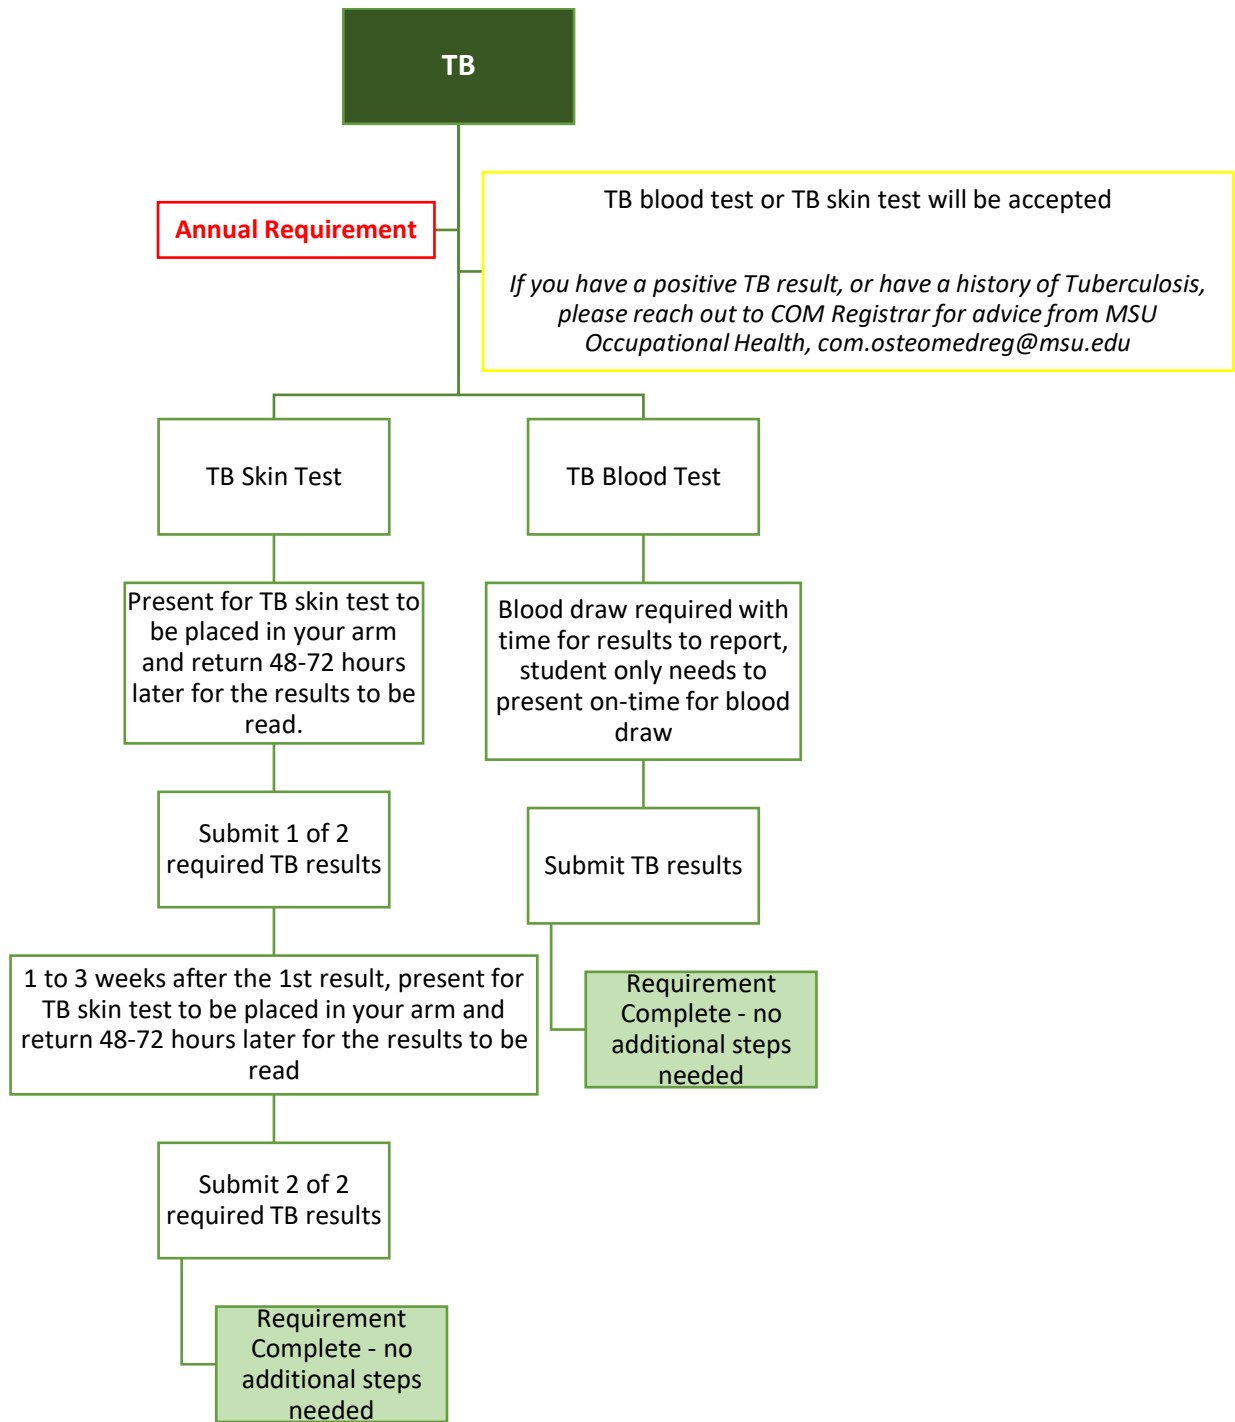 TB
Annual Requirement
TB blood test or TB skin test will be accepted
If you have a positive TB result, or have a history of Tuberculosis,
please reach out to COM Registrar for advice from MSU
Occupational Health, com.osteomedreg@msu.edu
TB Skin Test
Present for TB skin test to
be placed in your arm
and return 48-72 hours
later for the results to be
read.
Submit 1 of 2
required TB results
1 to 3 weeks after the 1st result, present for
TB skin test to be placed in your arm and
return 48-72 hours later for the results to be
read
Submit 2 of 2
required TB results
Requirement
Complete - no
additional steps
needed
TB Blood Test
Blood draw required with
time for results to report,
student only needs to
present on-time for blood
draw
Submit TB results
Requirement
Complete - no
additional steps
needed